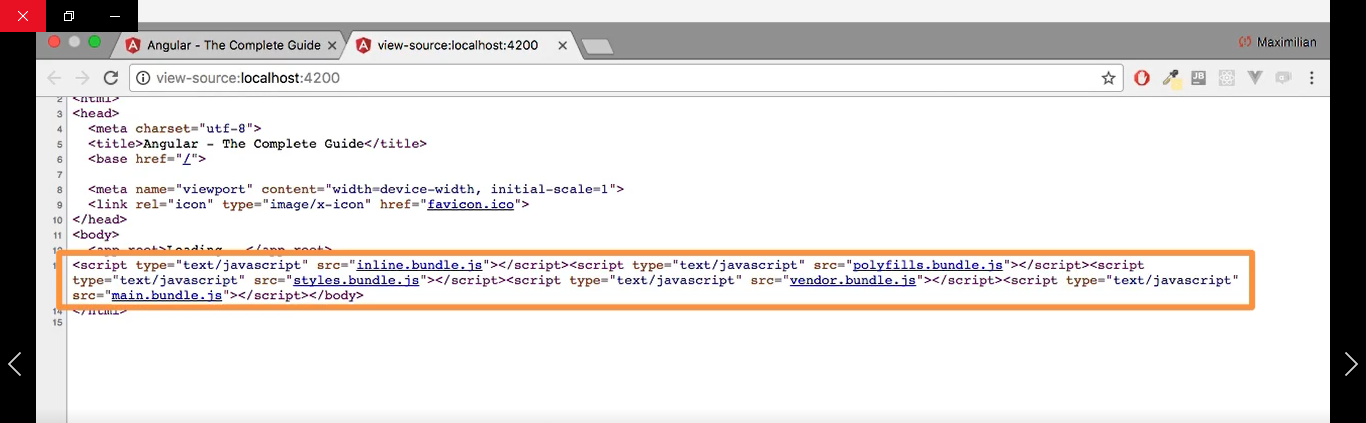 Angular - The Complete Guide
view-source:localhost:4200
Maximilian
view-source:localhost:4200
2 <html>
3 <head>
4 <meta charset="utf-8">
5 <title>Angular - The Complete Guide</title>
6 <base href="/">
7
8 <meta name="viewport" content="width=device-width, initial-scale=1">
9 <link rel="icon" type="image/x-icon" href="favicon.ico">
10 </head>
11 <body>
12 <app-root>Loading...</app-root>
<script type="text/javascript" src="inline.bundle.js"></script><script type="text/javascript" src="polyfills.bundle.js"></script><script
type="text/javascript" src="styles.bundle.js"></script><script type="text/javascript" src="vendor.bundle.js"></script><script type="text/javascript"
src="main.bundle.js"></script></body>
14 </html>
15